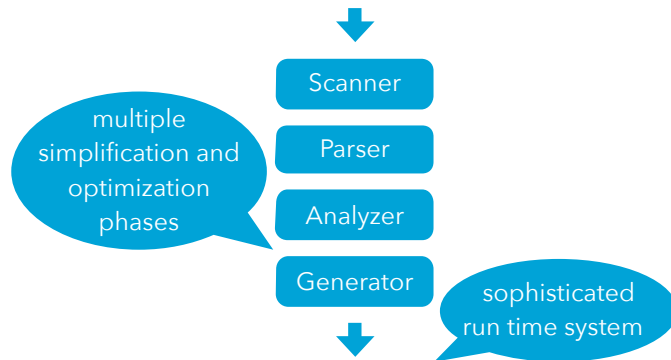 Scanner
multiple
simplification and
optimization
phases
Parser
Analyzer
Generator
sophisticated
run time system